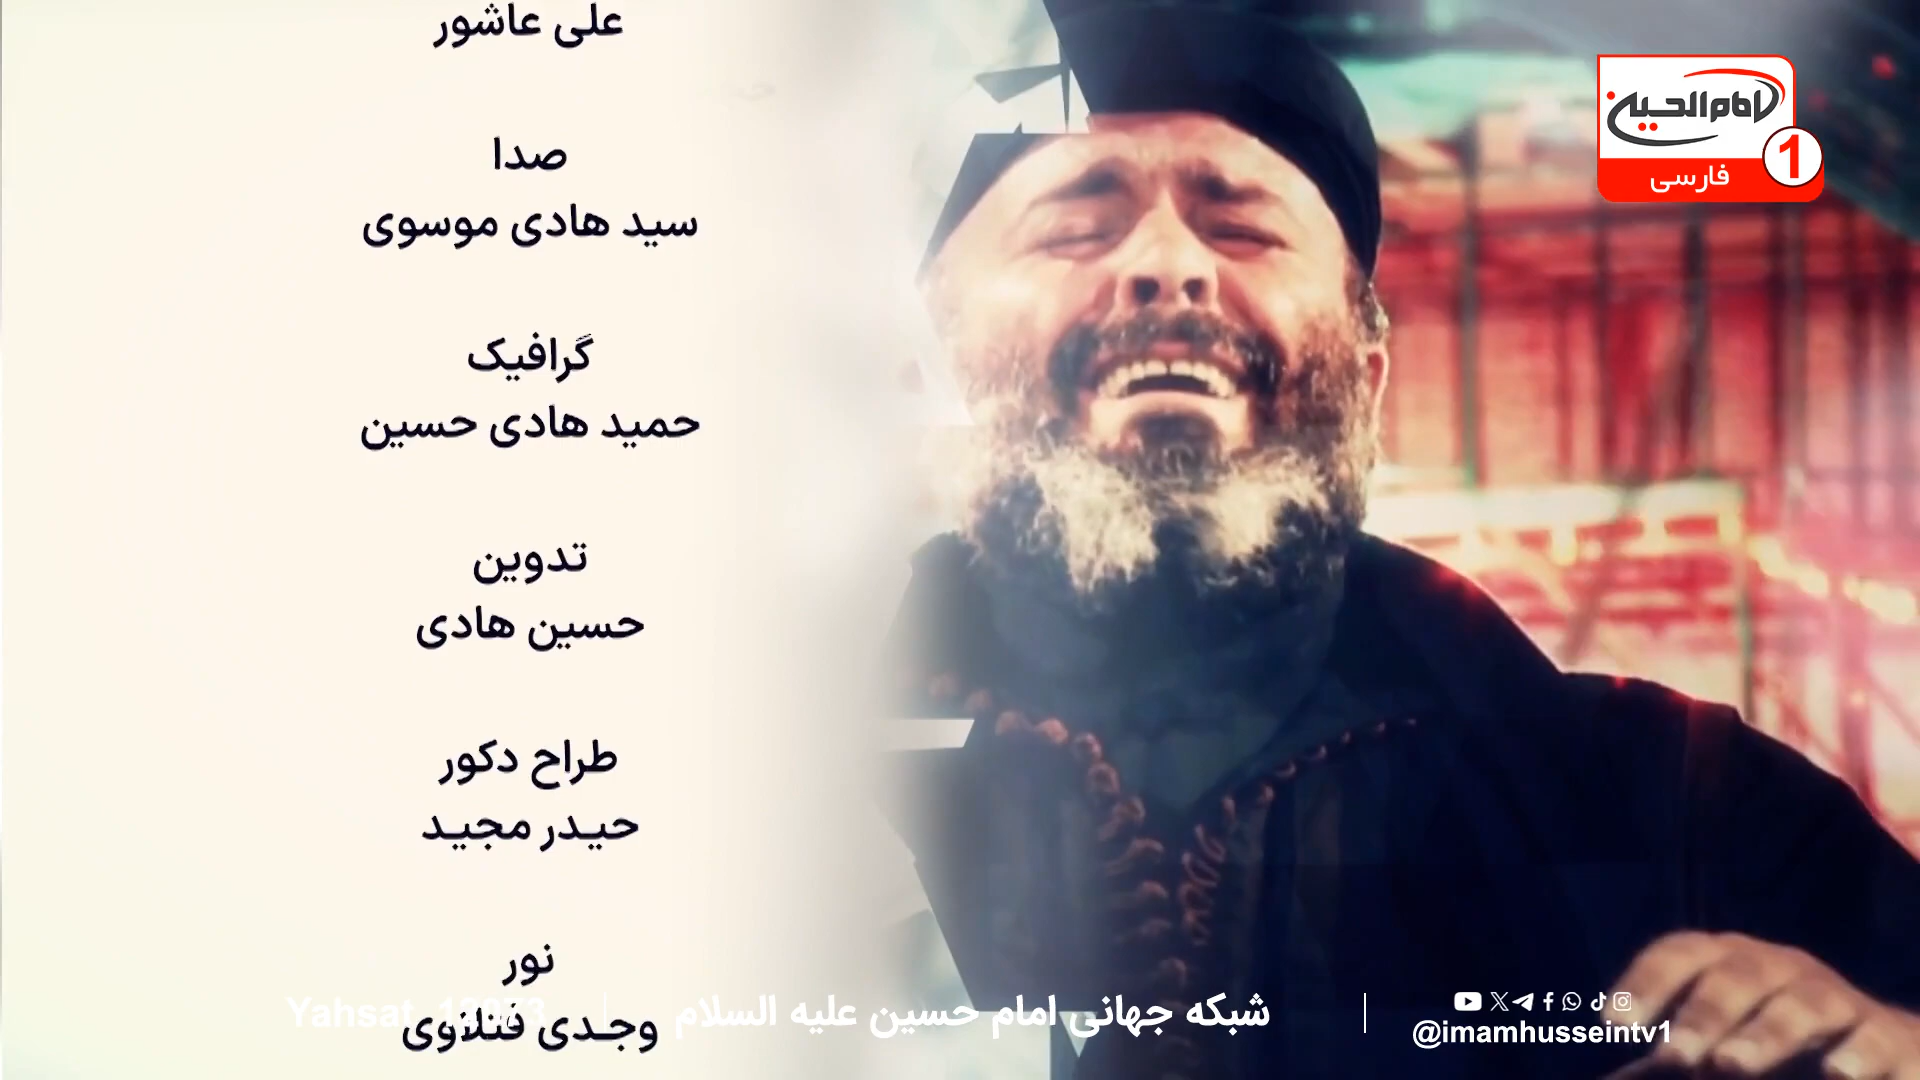 علی عاشور
صدا
سید هادی موسوی
گرافیک
حمید هادی حسین
تدوین
حسین هادی
طراح دکور
حیدر مجید
نور
وجدی فتلاوی
امام الحسین
1
فارسی
شبکه جهانی امام حسین علیه السلام
Yahsat
@imamhusseintv1